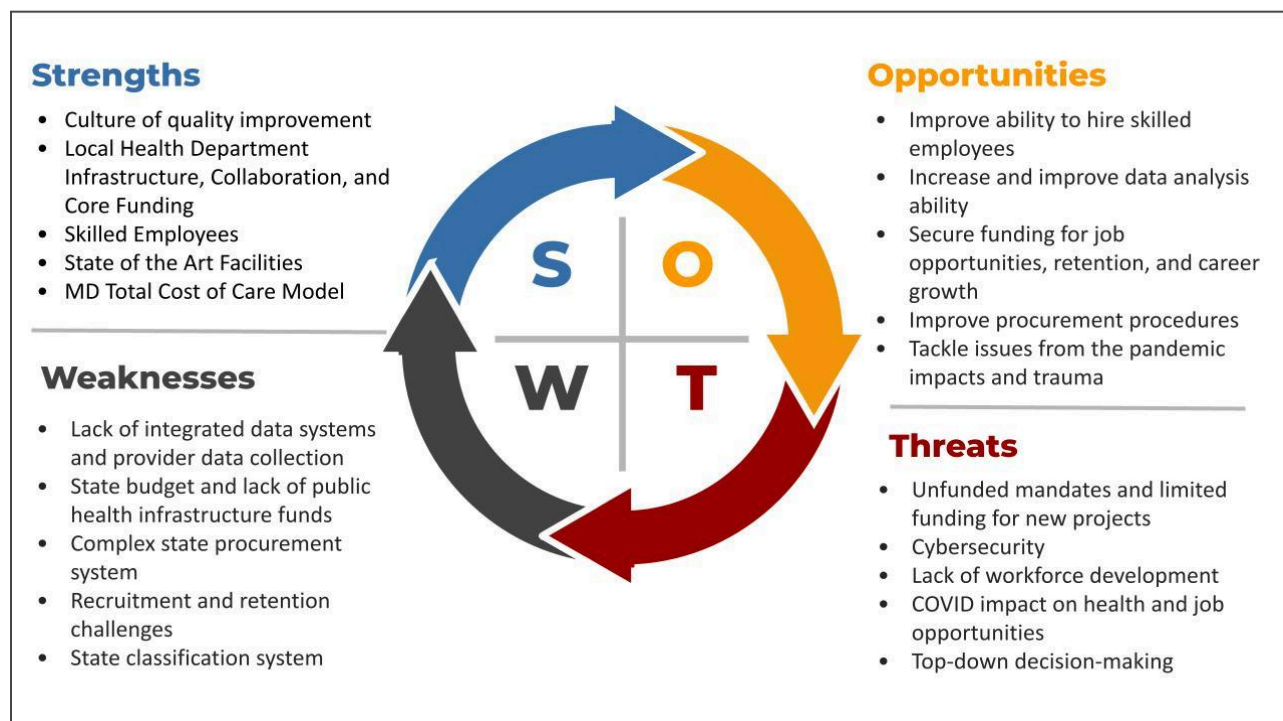 Strengths
• Culture of quality improvement
• Local Health Department
Infrastructure, Collaboration, and
Core Funding
• Skilled Employees
• State of the Art Facilities
• MD Total Cost of Care Model
Weaknesses
• Lack of integrated data systems
and provider data collection
• State budget and lack of public
health infrastructure funds
• Complex state procurement
system
• Recruitment and retention
challenges
• State classification system
S
O
W
T
Opportunities
• Improve ability to hire skilled
employees
• Increase and improve data analysis
ability
• Secure funding for job
opportunities, retention, and career
growth
• Improve procurement procedures
• Tackle issues from the pandemic
impacts and trauma
Threats
• Unfunded mandates and limited
funding for new projects
• Cybersecurity
• Lack of workforce development
• COVID impact on health and job
opportunities
• Top-down decision-making